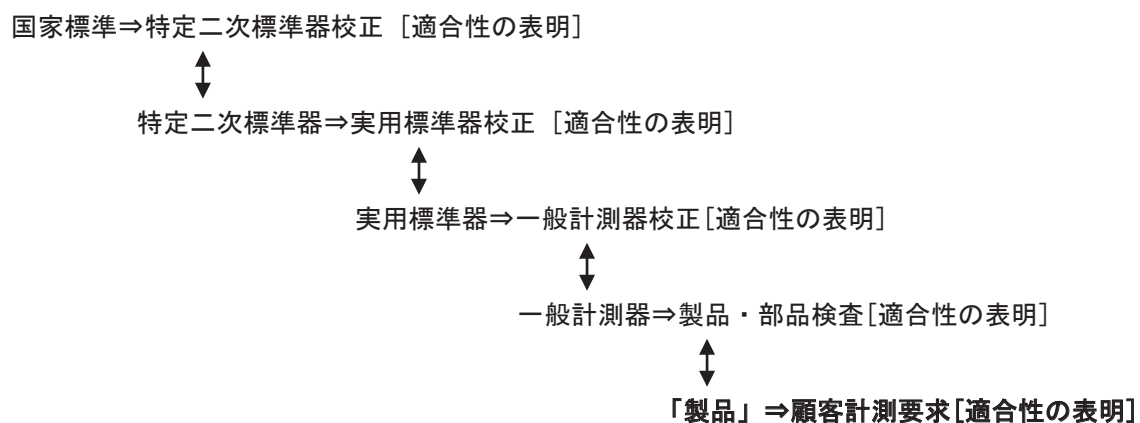 国家標準⇒特定二次標準器校正 [適合性の表明]
特定二次標準器⇒実用標準器校正 [適合性の表明]
実用標準器⇒一般計測器校正[適合性の表明]
一般計測器⇒製品・部品検査[適合性の表明]
「製品」⇒顧客計測要求[適合性の表明]